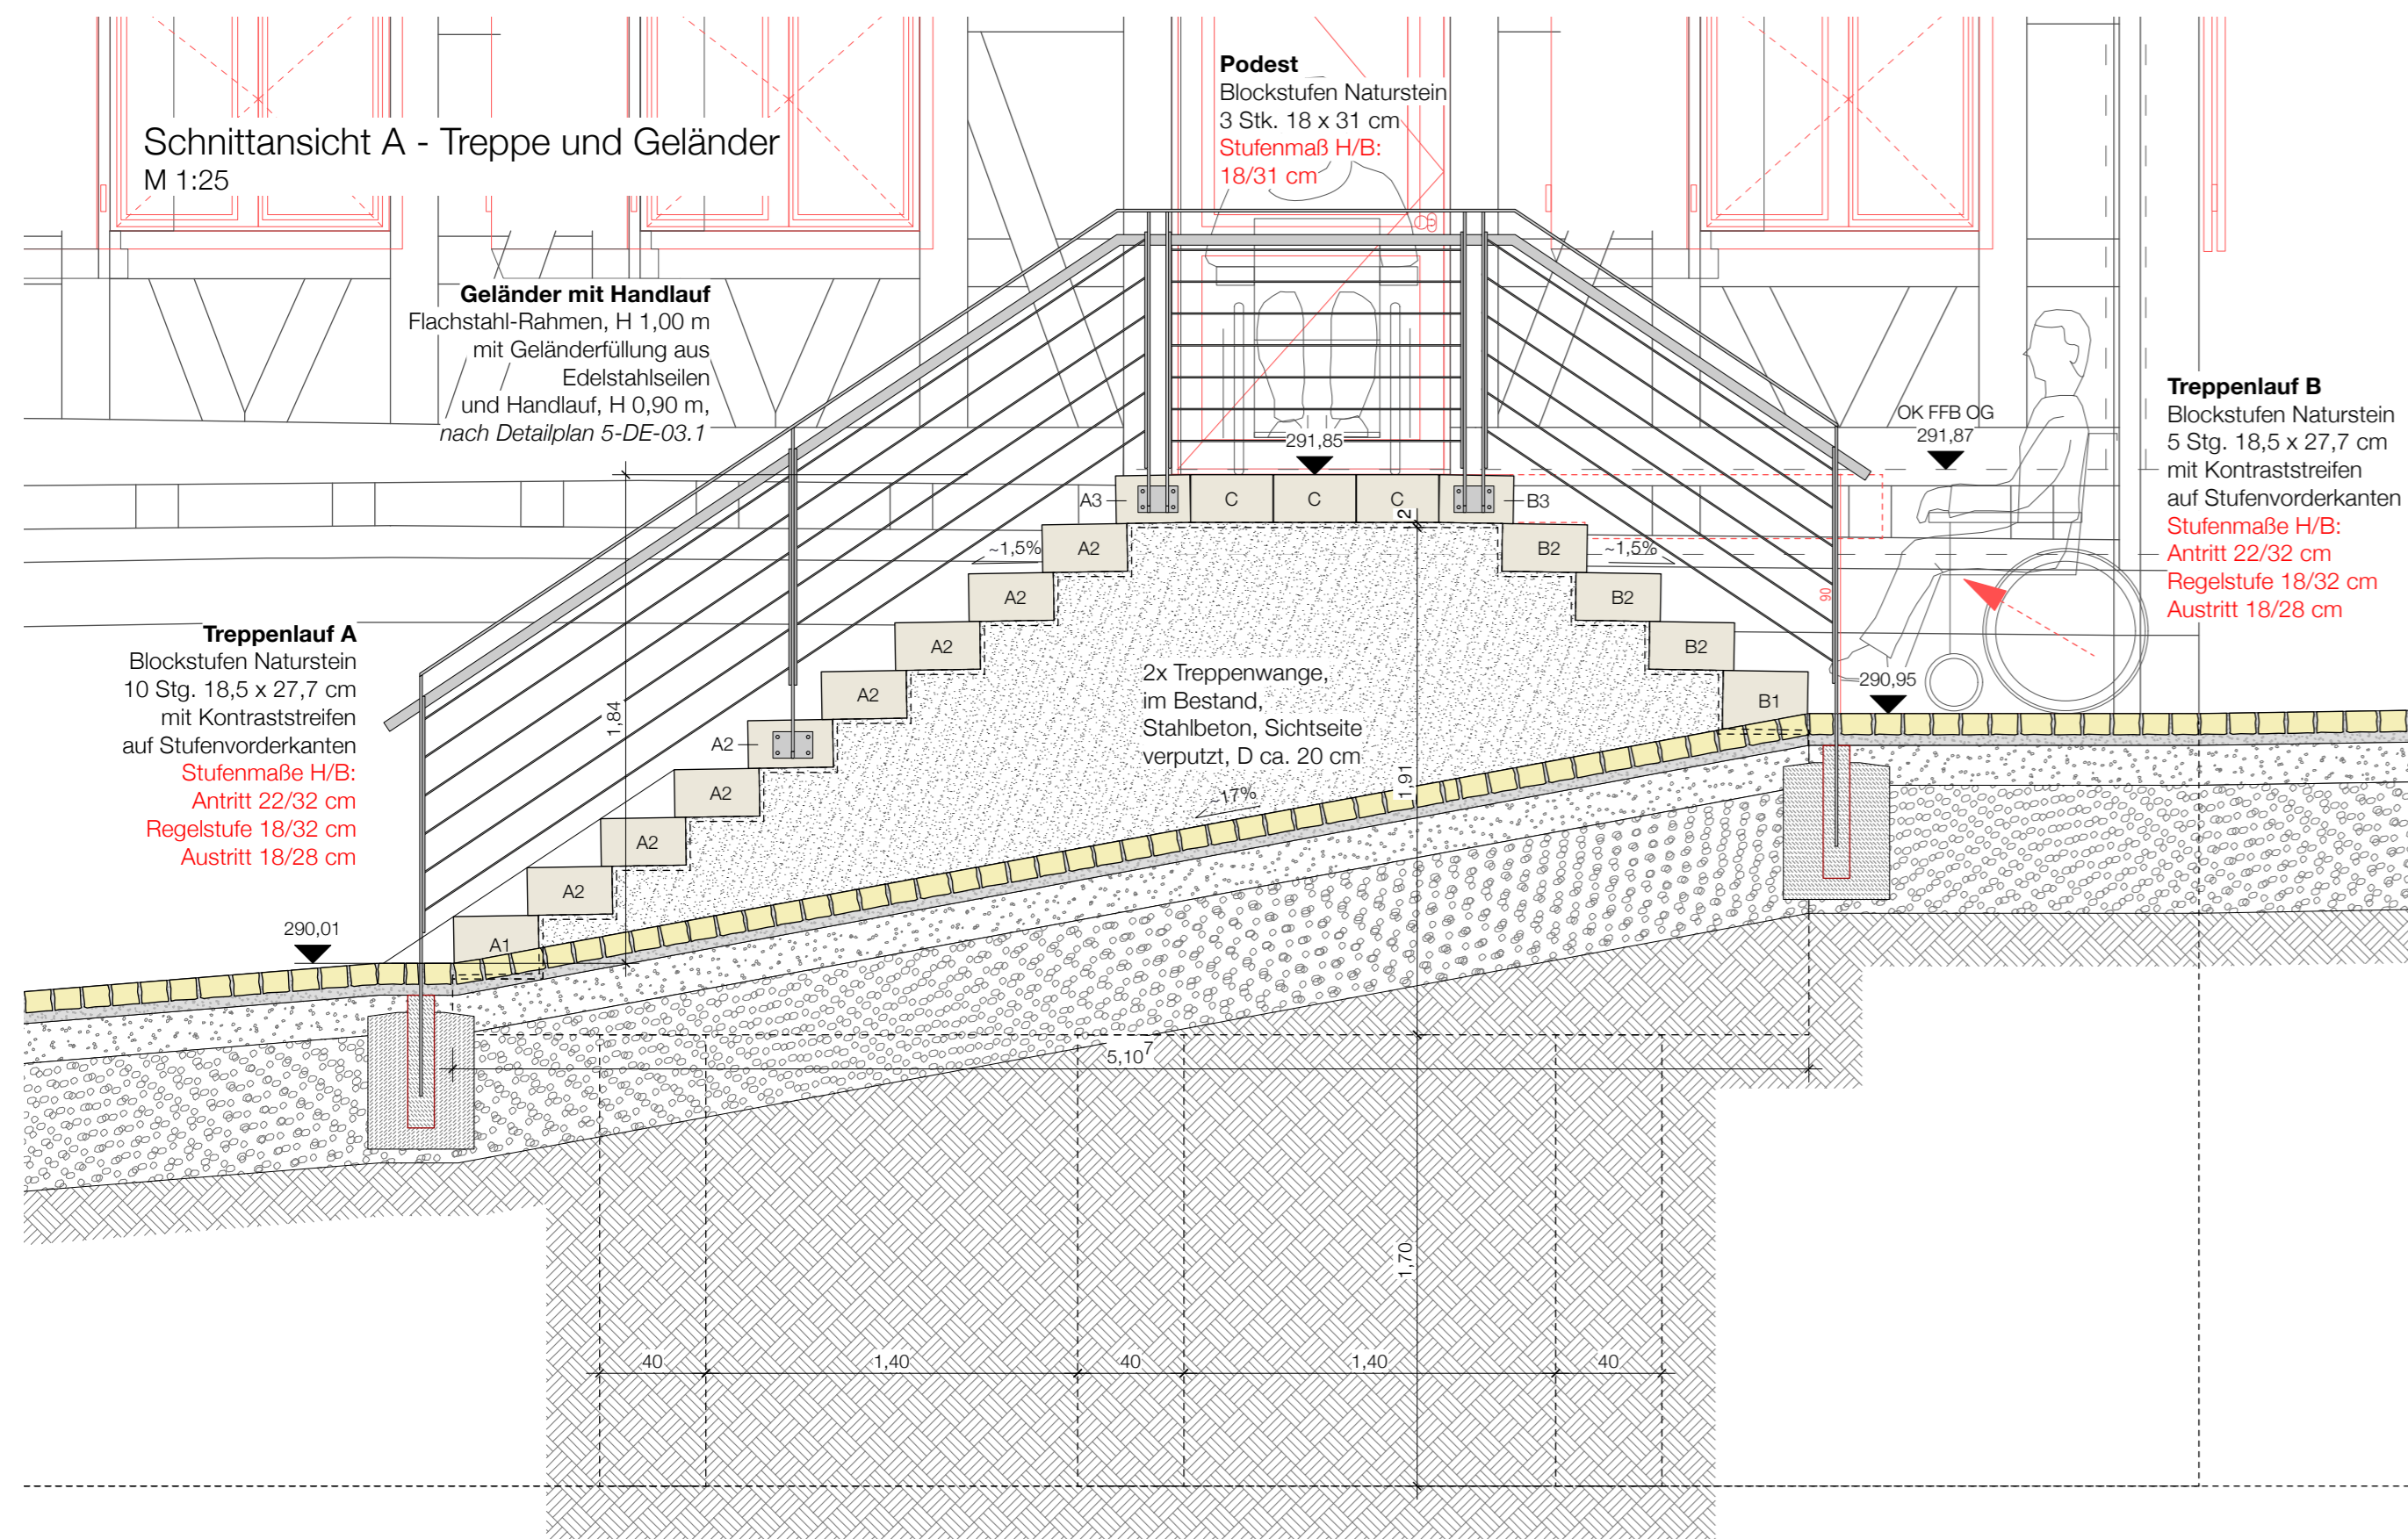 Schnittansicht A - Treppe und Geländer
M 1:25
Podest
Blockstufen Naturstein
3 Stk. 18 x 31 cm
Stufenmaß H/B:
18/31 cm
Geländer mit Handlauf
Flachstahl-Rahmen, H 1,00 m
mit Geländerfüllung aus
Edelstahlseilen
und Handlauf, H 0,90 m,
nach Detailplan 5-DE-03.1
OK FFB OG
291,87
Treppenlauf B
Blockstufen Naturstein
5 Stg. 18,5 x 27,7 cm
mit Kontraststreifen
auf Stufenvorderkanten
Stufenmaße H/B:
Antritt 22/32 cm
Regelstufe 18/32 cm
Austritt 18/28 cm
291,85
A3
C
C
C
B3
2
~1,5%
A2
B2
~1,5%
A2
B2
90
A2
B2
Treppenlauf A
Blockstufen Naturstein
10 Stg. 18,5 x 27,7 cm
mit Kontraststreifen
auf Stufenvorderkanten
Stufenmaße H/B:
Antritt 22/32 cm
Regelstufe 18/32 cm
Austritt 18/28 cm
2x Treppenwange,
im Bestand,
Stahlbeton, Sichtseite
verputzt, D ca. 20 cm
290,95
A2
B1
1,84
A2
A2
1,91
~17%
A2
A2
290,01
A1
5,10⁷
1,70
40
1,40
40
1,40
40